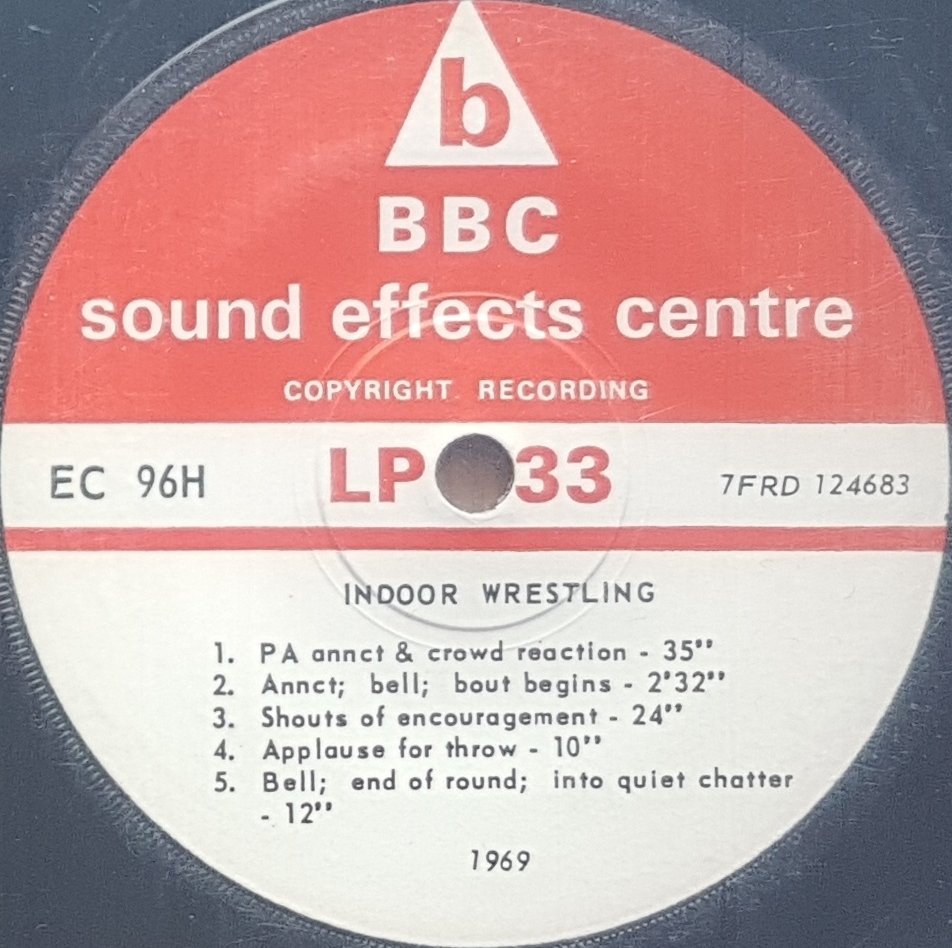 b
BBC
sound effects centre
COPYRIGHT RECORDING
EC 96H LP 33 7FRD 124683
INDOOR WRESTLING
1. PA annct & crowd reaction - 35"
2. Annct; bell; bout begins - 2'32"
3. Shouts of encouragement - 24"
4. Applause for throw - 10"
5. Bell; end of round; into quiet chatter
- 12"
1969